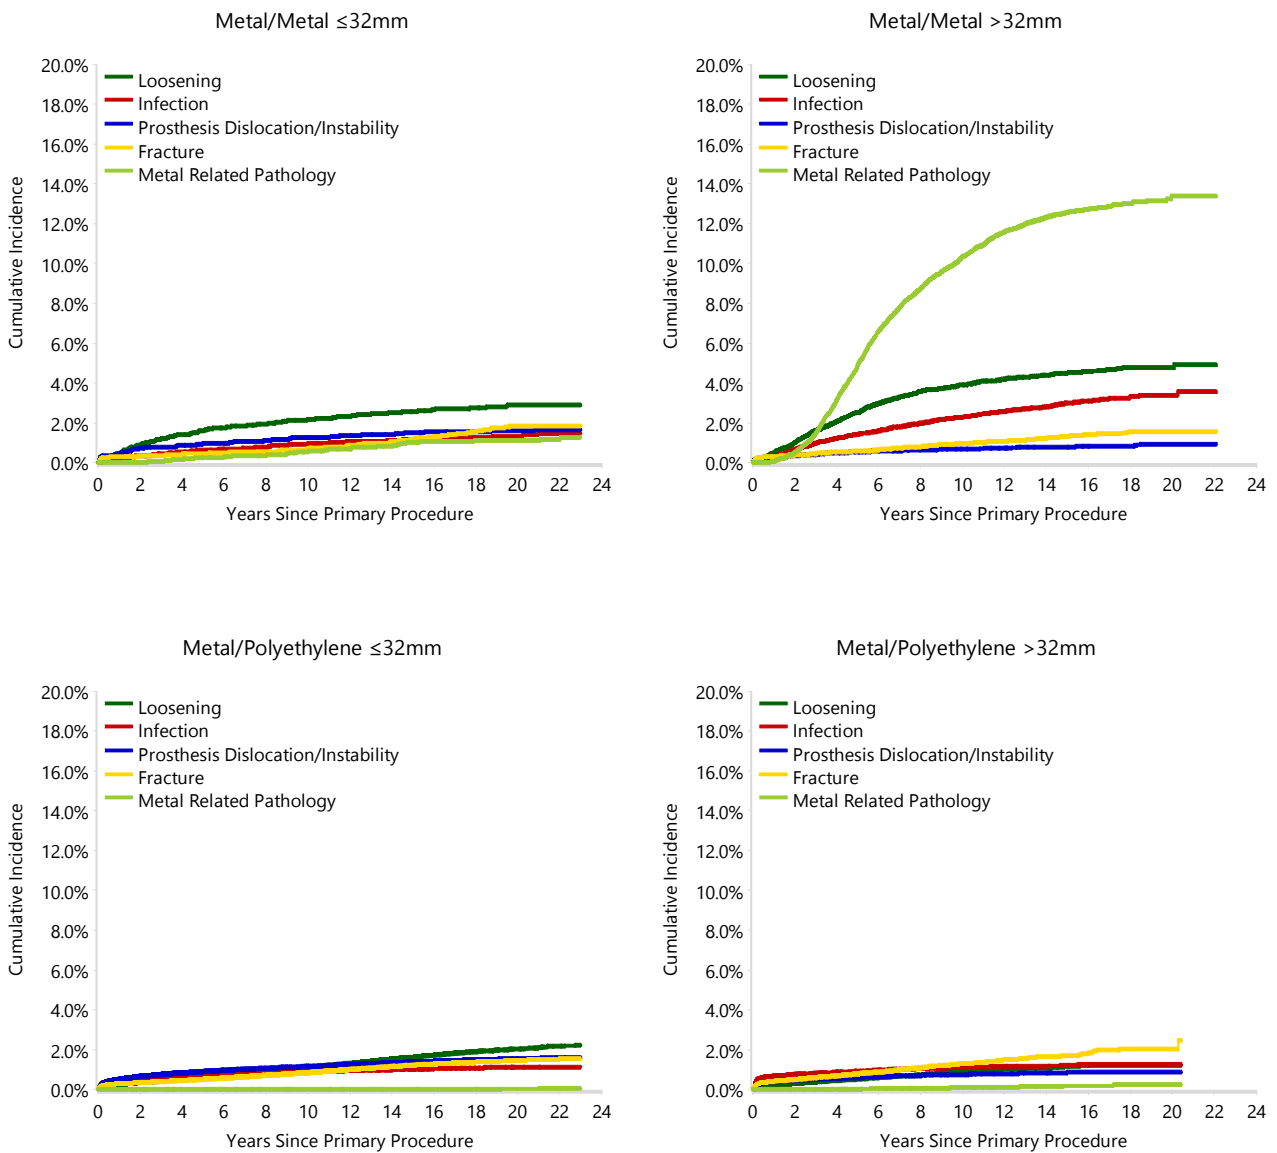 Metal/Metal ≤32mm
20.0%
18.0%
16.0%
14.0%
12.0%
10.0%
8.0%
6.0%
4.0%
2.0%
0.0%
Cumulative Incidence
Loosening
Infection
Prosthesis Dislocation/Instability
Fracture
Metal Related Pathology
0 2 4 6 8 10 12 14 16 18 20 22 24
Years Since Primary Procedure
Metal/Metal >32mm
20.0%
18.0%
16.0%
14.0%
12.0%
10.0%
8.0%
6.0%
4.0%
2.0%
0.0%
Cumulative Incidence
Loosening
Infection
Prosthesis Dislocation/Instability
Fracture
Metal Related Pathology
0 2 4 6 8 10 12 14 16 18 20 22 24
Years Since Primary Procedure
Metal/Polyethylene ≤32mm
20.0%
18.0%
16.0%
14.0%
12.0%
10.0%
8.0%
6.0%
4.0%
2.0%
0.0%
Cumulative Incidence
Loosening
Infection
Prosthesis Dislocation/Instability
Fracture
Metal Related Pathology
0 2 4 6 8 10 12 14 16 18 20 22 24
Years Since Primary Procedure
Metal/Polyethylene >32mm
20.0%
18.0%
16.0%
14.0%
12.0%
10.0%
8.0%
6.0%
4.0%
2.0%
0.0%
Cumulative Incidence
Loosening
Infection
Prosthesis Dislocation/Instability
Fracture
Metal Related Pathology
0 2 4 6 8 10 12 14 16 18 20 22 24
Years Since Primary Procedure